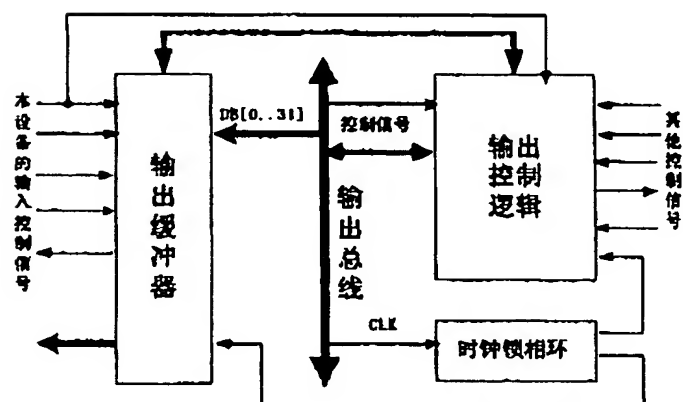 本设备的输入控制信号
输出缓冲器
DB[0..31]
输出总线
控制信号
输出
控制
逻辑
其他控制信号
CLK
时钟锁相环